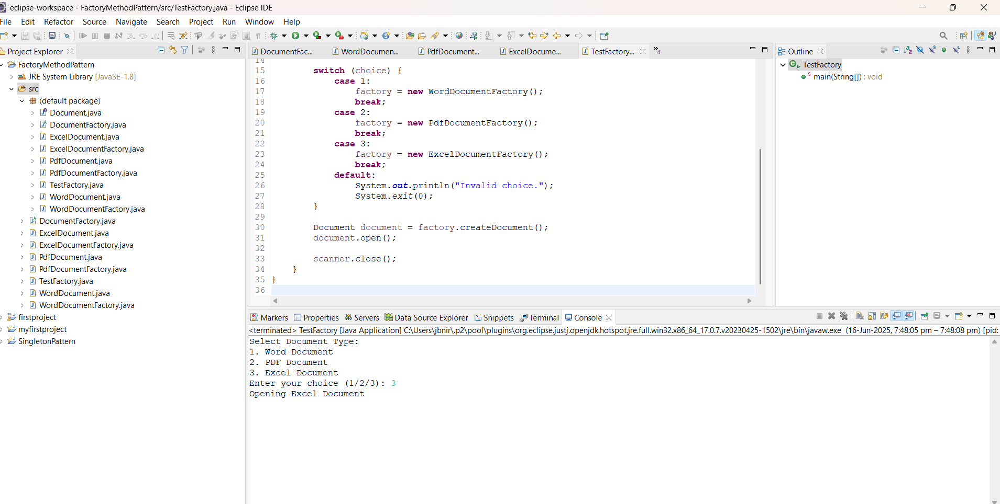 eclipse-workspace - FactoryMethodPattern/src/TestFactory.java - Eclipse IDE
File Edit Refactor Source Navigate Search Project Run Window Help
Project Explorer
FactoryMethodPattern
JRE System Library [JavaSE-1.8]
src
(default package)
Document.java
DocumentFactory.java
ExcelDocument.java
ExcelDocumentFactory.java
PdfDocument.java
PdfDocumentFactory.java
TestFactory.java
WordDocument.java
WordDocumentFactory.java
DocumentFactory.java
ExcelDocument.java
ExcelDocumentFactory.java
PdfDocument.java
PdfDocumentFactory.java
TestFactory.java
WordDocument.java
WordDocumentFactory.java
firstproject
myfirstproject
SingletonPattern
DocumentFac... WordDocumen... PdfDocument... ExcelDocume... TestFactory... 4
14
15 switch (choice) {
16 case 1:
17 factory = new WordDocumentFactory();
18 break;
19 case 2:
20 factory = new PdfDocumentFactory();
21 break;
22 case 3:
23 factory = new ExcelDocumentFactory();
24 break;
25 default:
26 System.out.println("Invalid choice.");
27 System.exit(0);
28 }
29
30 Document document = factory.createDocument();
31 document.open();
32
33 scanner.close();
34 }
35 }
36
Outline
TestFactory
main(String[]) : void
Markers Properties Servers Data Source Explorer Snippets Terminal Console
<terminated> TestFactory [Java Application] C:\Users\jbnir\.p2\pool\plugins\org.eclipse.justj.openjdk.hotspot.jre.full.win32.x86_64_17.0.7.v20230425-1502\jre\bin\javaw.exe (16-Jun-2025, 7:48:05 pm – 7:48:08 pm) [pid:
Select Document Type:
1. Word Document
2. PDF Document
3. Excel Document
Enter your choice (1/2/3): 3
Opening Excel Document